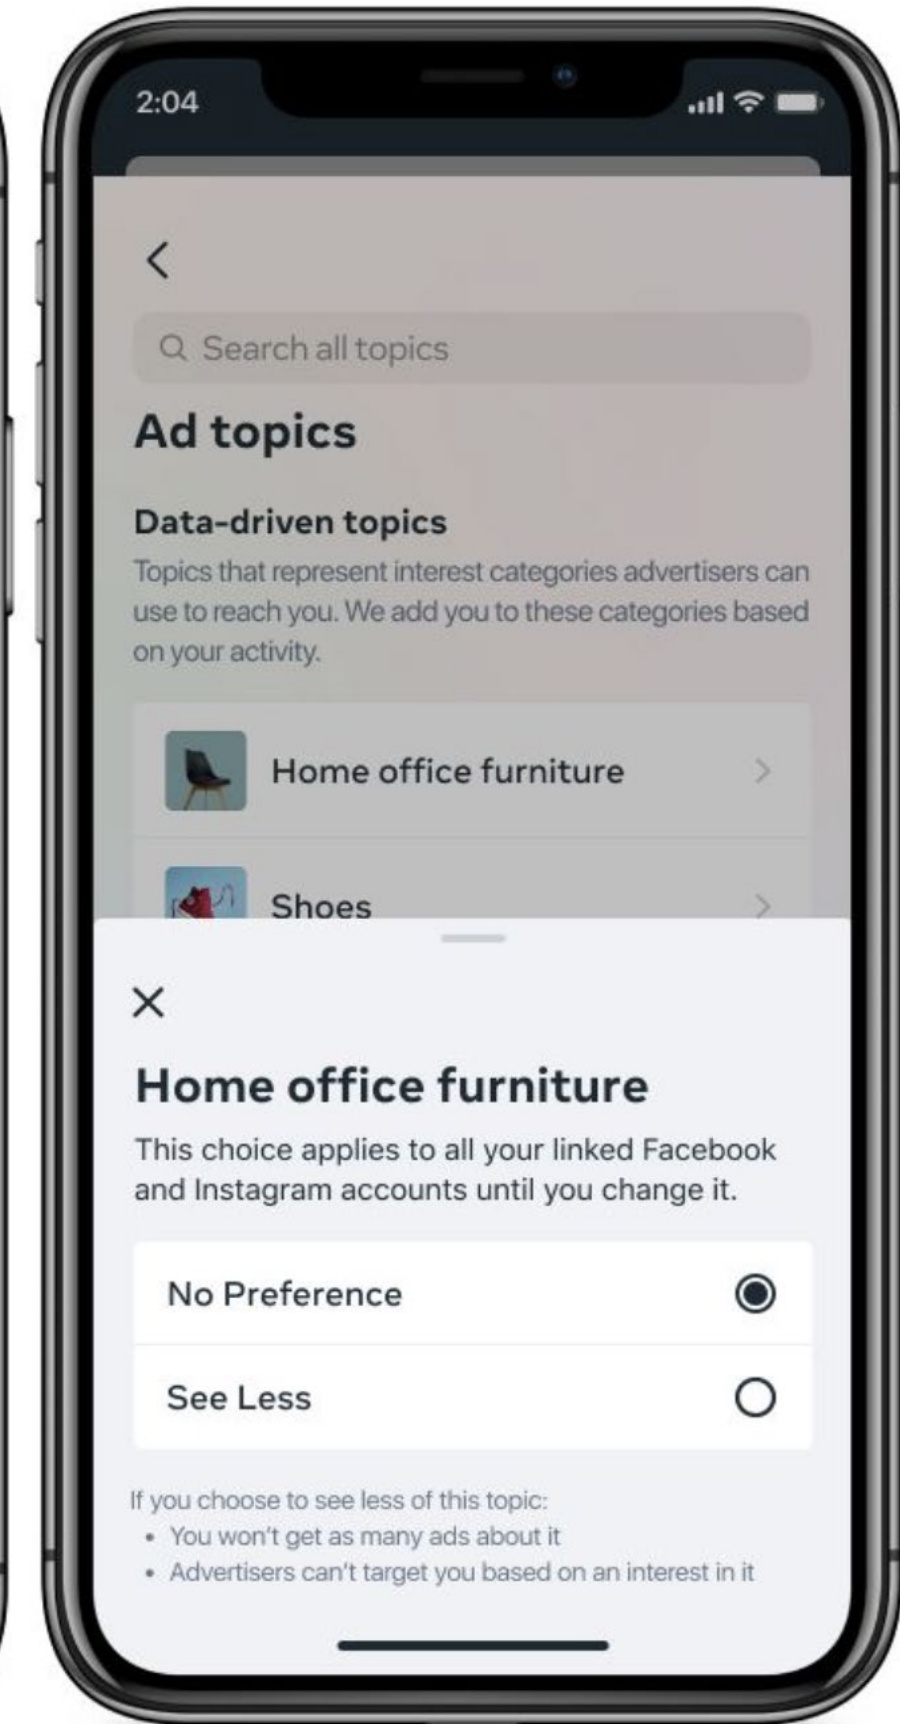 2:04
Search all topics
Ad topics
Data-driven topics
Topics that represent interest categories advertisers can
use to reach you. We add you to these categories based
on your activity.
Home office furniture
Shoes
Home office furniture
This choice applies to all your linked Facebook
and Instagram accounts until you change it.
No Preference
See Less
If you choose to see less of this topic:
• You won't get as many ads about it
• Advertisers can't target you based on an interest in it